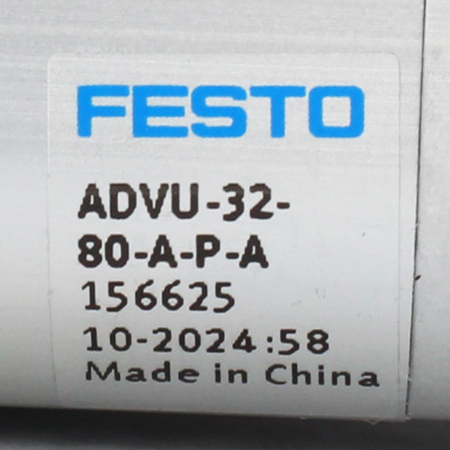 FESTO
ADVU-32-
80-A-P-A
156625
10-2024:58
Made in China